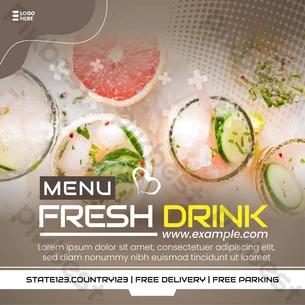 LOGO
HERE
MENU
FRESH DRINK
www.example.com
Lorem ipsum dolor sit amet, consectetuer adipiscing
elit, sed diam nonummy nibh euismod tincidunt ut
STATE123,COUNTRY123 | FREE DELIVERY | FREE PARKING